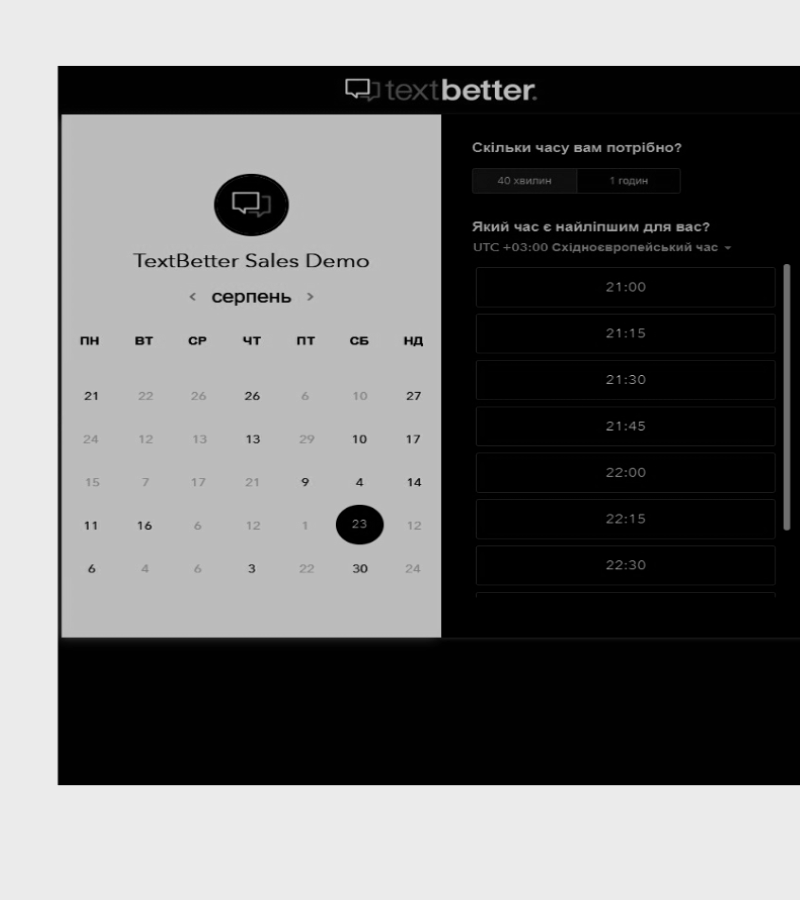 textbetter.
TextBetter Sales Demo
< серпень >
ПН ВТ СР ЧТ ПТ СБ НД
21 22 26 26 6 10 27
24 12 13 13 29 10 17
15 7 17 21 9 4 14
11 16 6 12 1 23 12
6 4 6 3 22 30 24
Скільки часу вам потрібно?
40 хвилин 1 годин
Який час є найліпшим для вас?
UTC +03:00 Східноєвропейський час
21:00
21:15
21:30
21:45
22:00
22:15
22:30